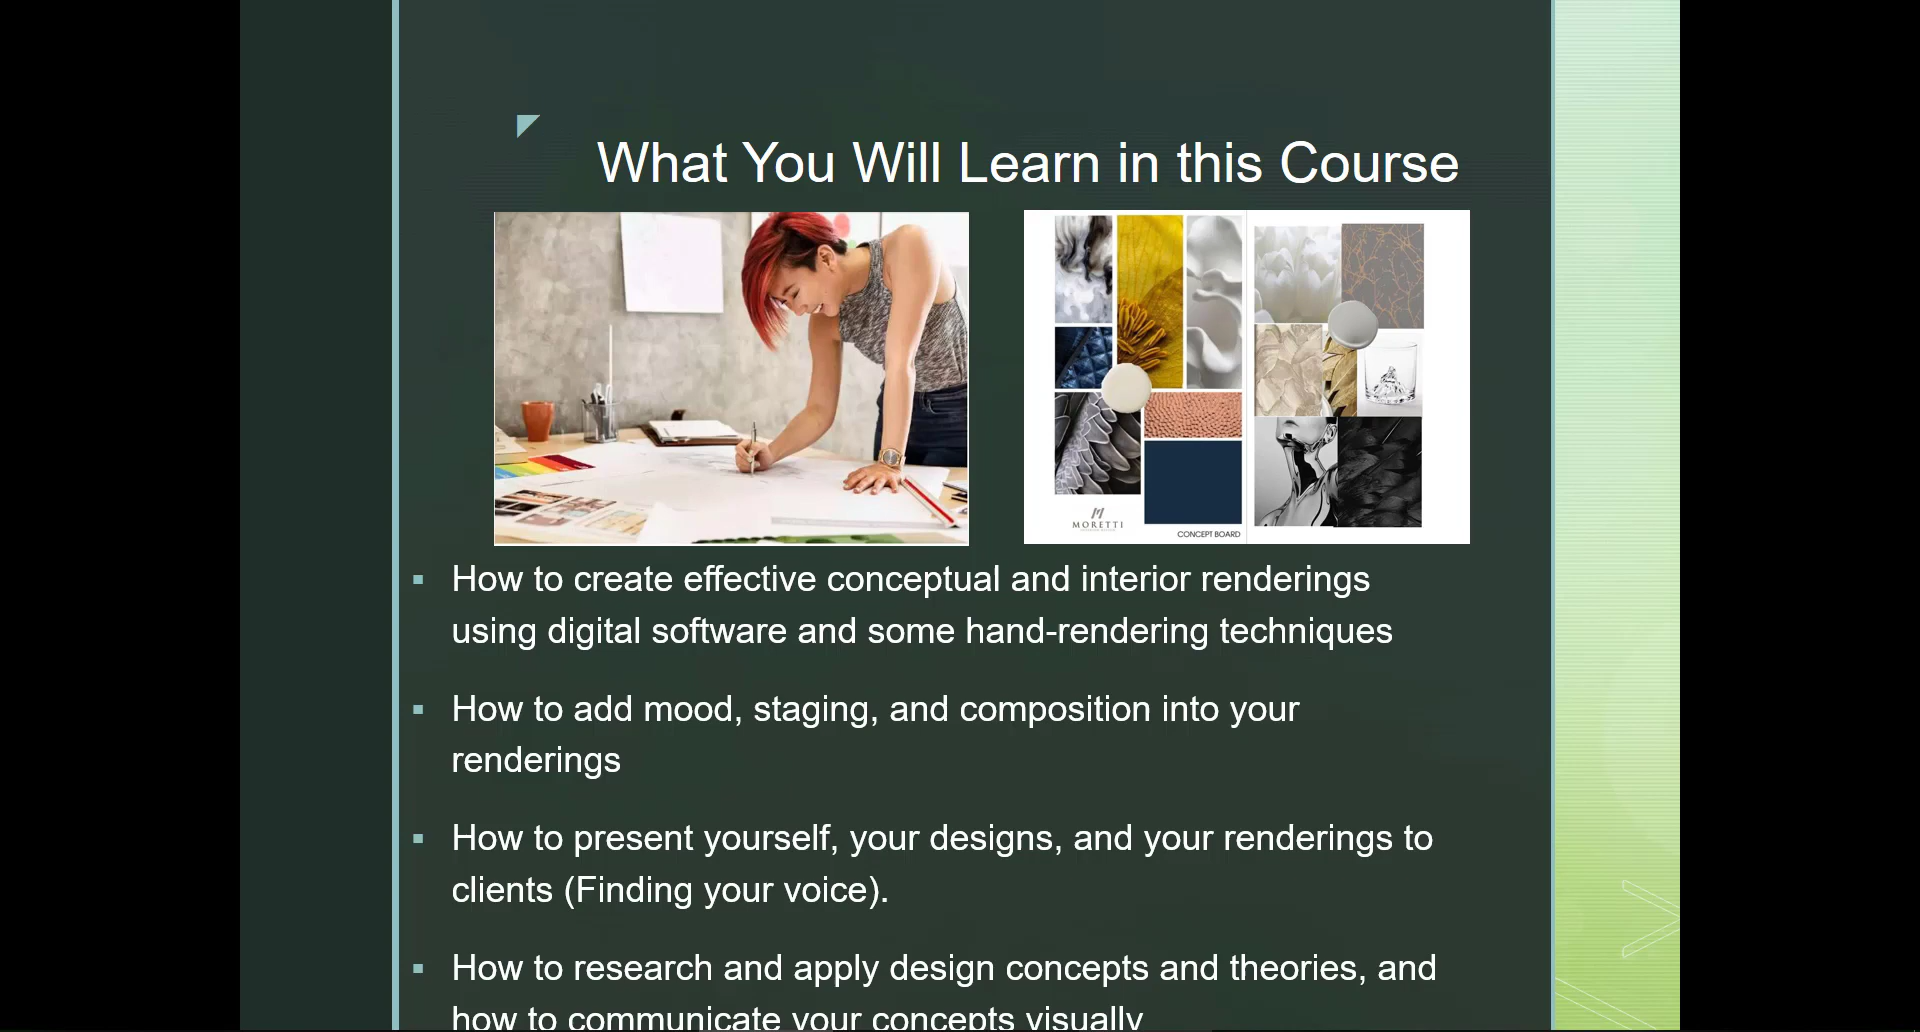 What You Will Learn in this Course
MORETTI
CONCEPT BOARD
How to create effective conceptual and interior renderings
using digital software and some hand-rendering techniques
How to add mood, staging, and composition into your
renderings
How to present yourself, your designs, and your renderings to
clients (Finding your voice).
How to research and apply design concepts and theories, and
how to communicate your concepts visually